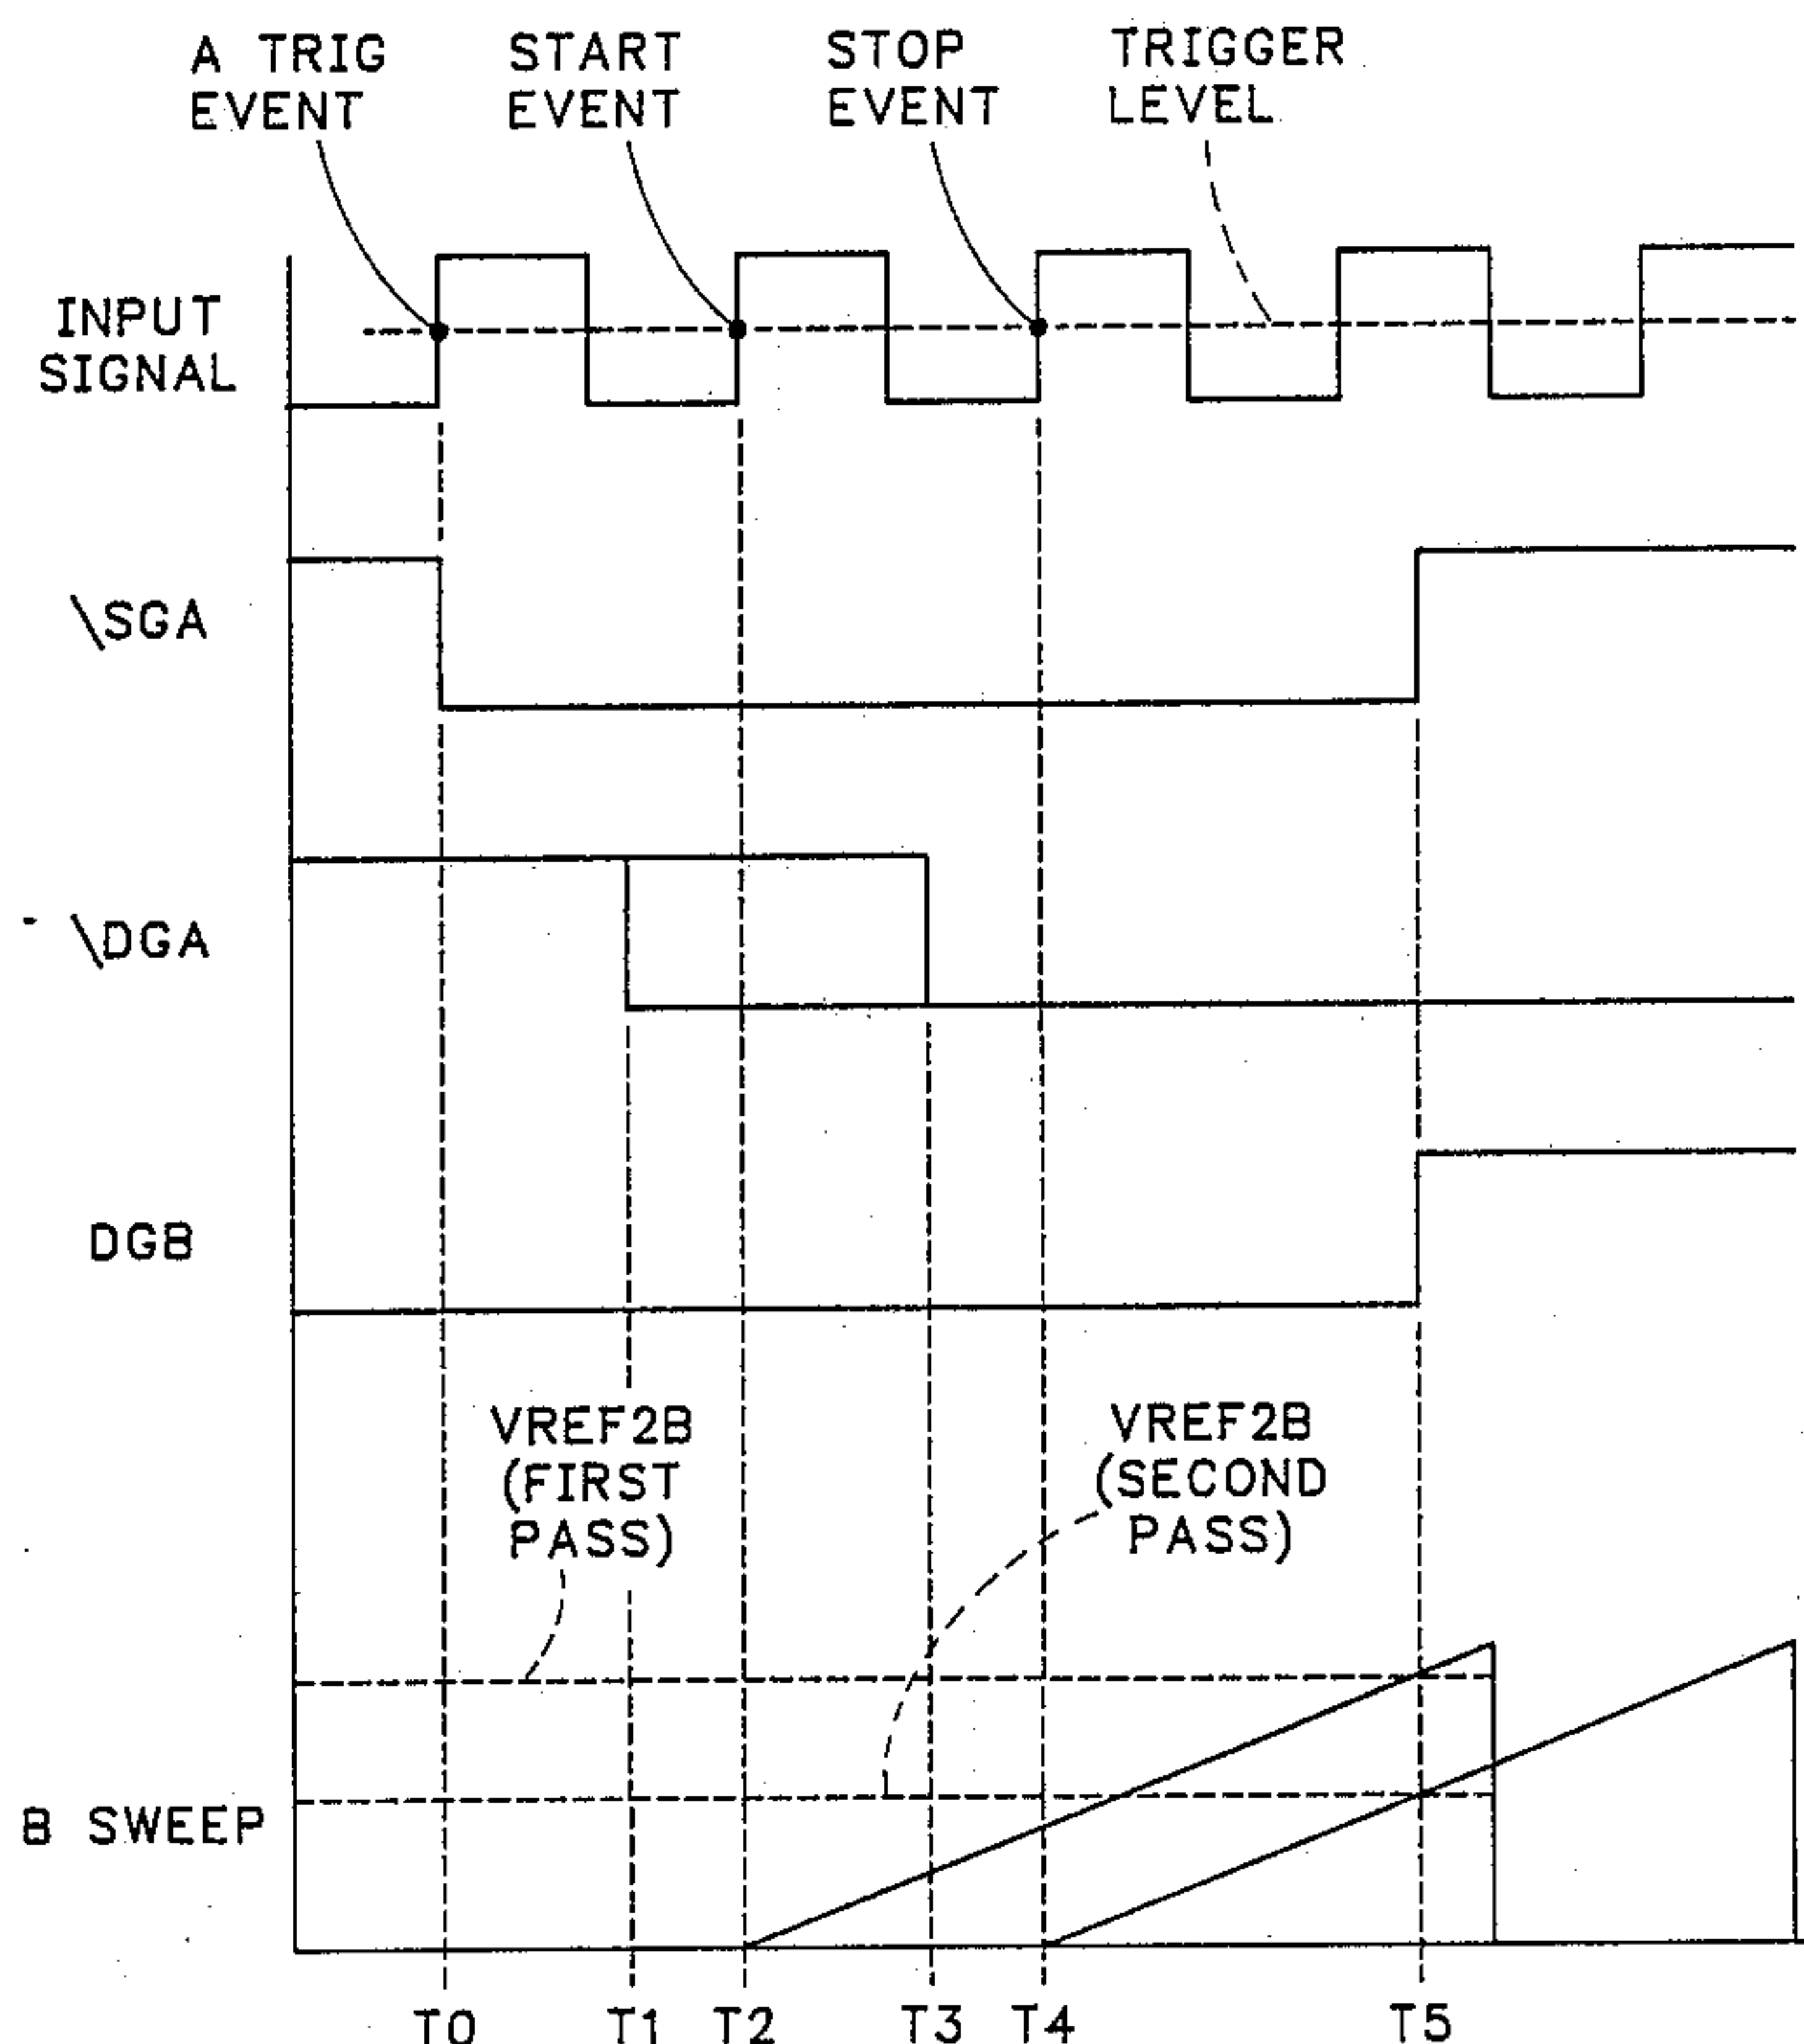 A TRIG
EVENT
START
EVENT
STOP
EVENT
TRIGGER
LEVEL
INPUT
SIGNAL
\SGA
\DGA
DGB
VREF2B
(FIRST
PASS)
VREF2B
(SECOND
PASS)
B SWEEP
T0 T1 T2 T3 T4 T5